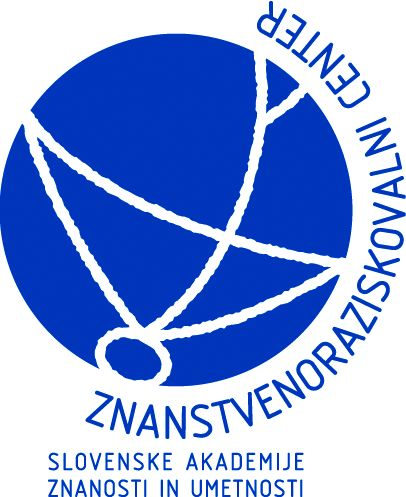 ZNANSTVENORAZISKOVALNI CENTER
SLOVENSKE AKADEMIJE
ZNANOSTI IN UMETNOSTI